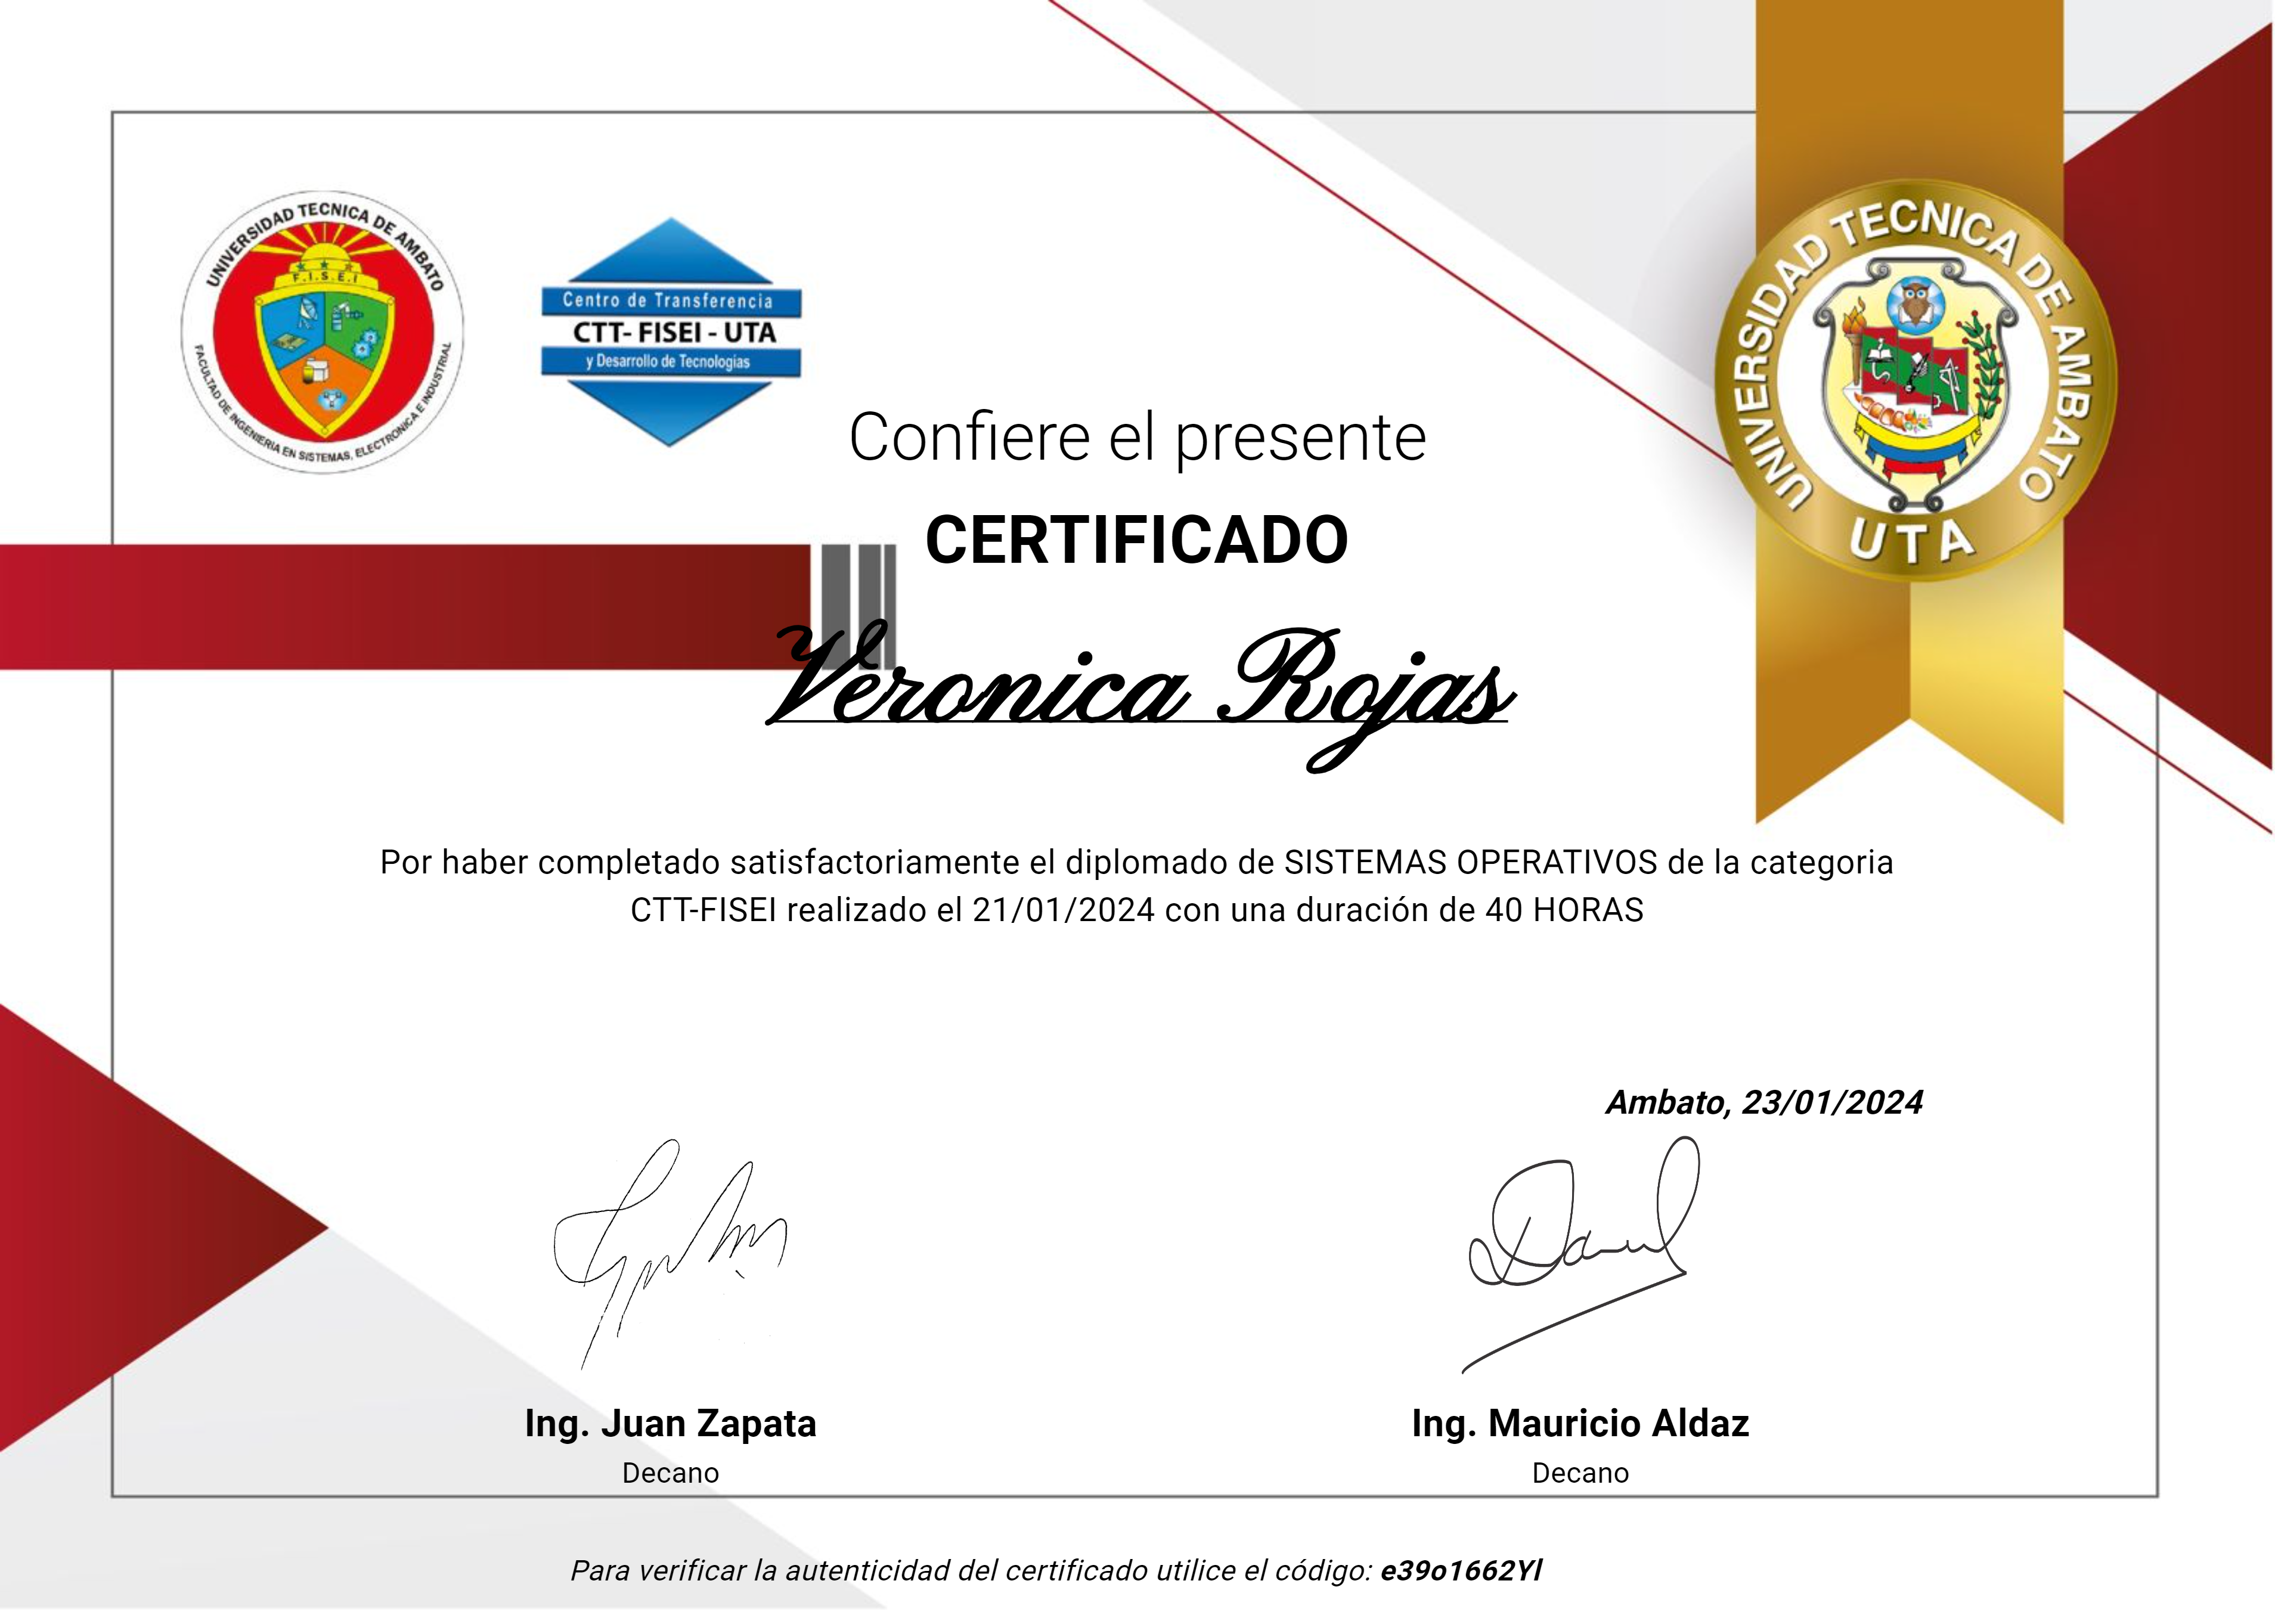 UNIVERSIDAD TECNICA DE AMBATO
F.I.S.E.I
FACULTAD DE INGENIERIA EN SISTEMAS, ELECTRONICA E INDUSTRIAL
Centro de Transferencia
CTT- FISEI - UTA
y Desarrollo de Tecnologías
UNIVERSIDAD TECNICA DE AMBATO
UTA
Confiere el presente
CERTIFICADO
Veronica Rojas
Por haber completado satisfactoriamente el diplomado de SISTEMAS OPERATIVOS de la categoria
CTT-FISEI realizado el 21/01/2024 con una duración de 40 HORAS
Ambato, 23/01/2024
Ing. Juan Zapata
Decano
Ing. Mauricio Aldaz
Decano
Para verificar la autenticidad del certificado utilice el código: e39o1662Yl